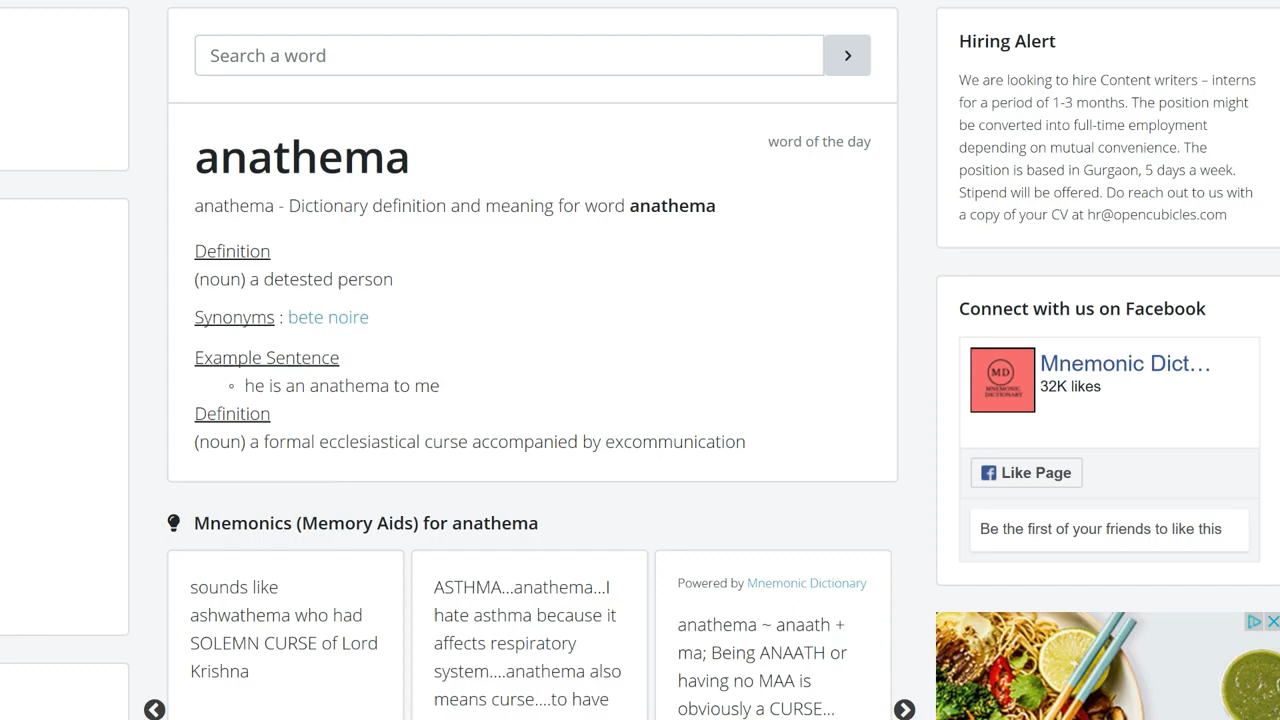 Search a word
anathema
word of the day
anathema - Dictionary definition and meaning for word anathema
Definition
(noun) a detested person
Synonyms : bete noire
Example Sentence
◦ he is an anathema to me
Definition
(noun) a formal ecclesiastical curse accompanied by excommunication
Mnemonics (Memory Aids) for anathema
sounds like
ashwathema who had
SOLEMN CURSE of Lord
Krishna
ASTHMA...anathema...I
hate asthma because it
affects respiratory
system....anathema also
means curse....to have
Powered by Mnemonic Dictionary
anathema ~ anaath +
ma; Being ANAATH or
having no MAA is
obviously a CURSE...
Hiring Alert
We are looking to hire Content writers – interns
for a period of 1-3 months. The position might
be converted into full-time employment
depending on mutual convenience. The
position is based in Gurgaon, 5 days a week.
Stipend will be offered. Do reach out to us with
a copy of your CV at hr@opencubicles.com
Connect with us on Facebook
MD
MNEMONIC
DICTIONARY
Mnemonic Dict...
32K likes
Like Page
Be the first of your friends to like this